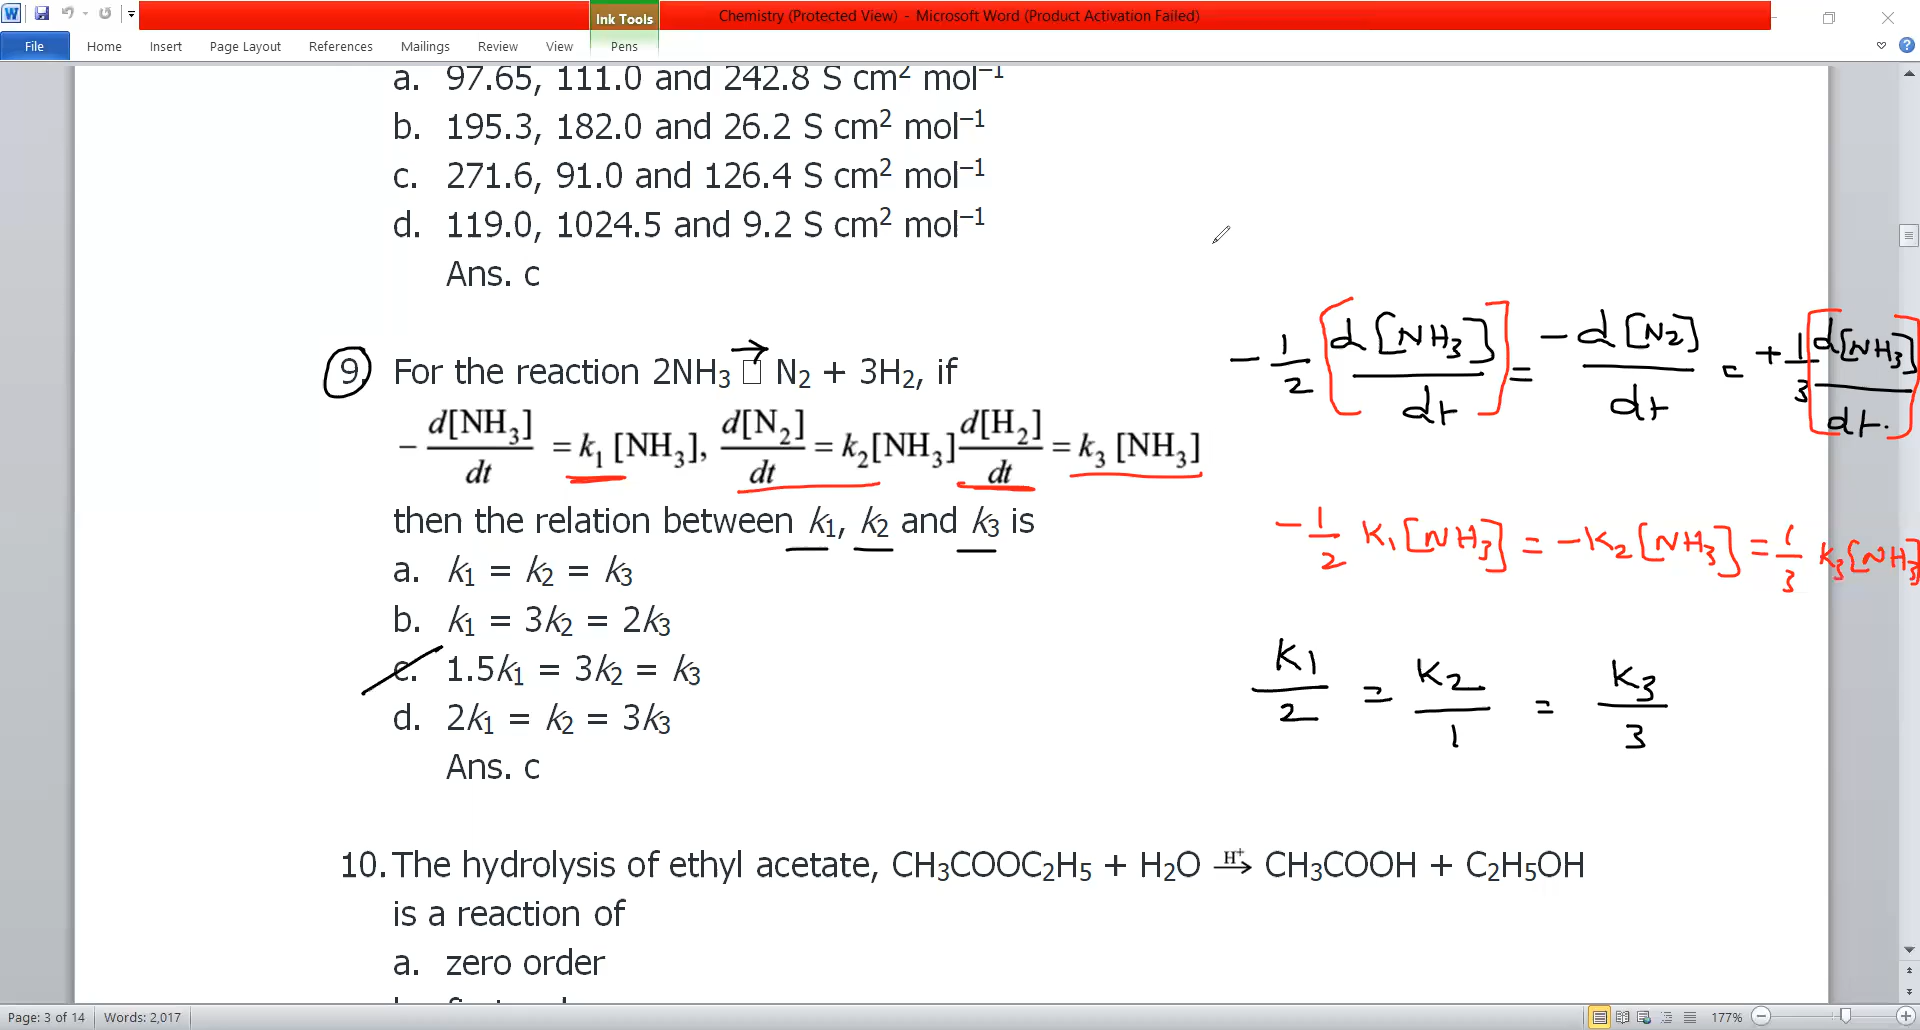 Chemistry (Protected View) - Microsoft Word (Product Activation Failed)
Ink Tools
File Home Insert Page Layout References Mailings Review View Pens
a. 97.65, 111.0 and 242.8 S cm² mol⁻¹
b. 195.3, 182.0 and 26.2 S cm² mol⁻¹
c. 271.6, 91.0 and 126.4 S cm² mol⁻¹
d. 119.0, 1024.5 and 9.2 S cm² mol⁻¹
Ans. c
9. For the reaction 2NH₃ → □ N₂ + 3H₂, if
- d[NH₃]/dt = k₁ [NH₃], d[N₂]/dt = k₂[NH₃] d[H₂]/dt = k₃ [NH₃]
then the relation between k₁, k₂ and k₃ is
a. k₁ = k₂ = k₃
b. k₁ = 3k₂ = 2k₃
c. 1.5k₁ = 3k₂ = k₃
d. 2k₁ = k₂ = 3k₃
Ans. c
-1/2 [d[NH₃]/dt] = -d[N₂]/dt = +1/3 [d[NH₃]/dt.]
-1/2 K₁[NH₃] = -K₂[NH₃] = 1/3 K₃[NH₃]
K₁/2 = K₂/1 = K₃/3
10. The hydrolysis of ethyl acetate, CH₃COOC₂H₅ + H₂O H⁺→ CH₃COOH + C₂H₅OH
is a reaction of
a. zero order
Page: 3 of 14 Words: 2,017 177%